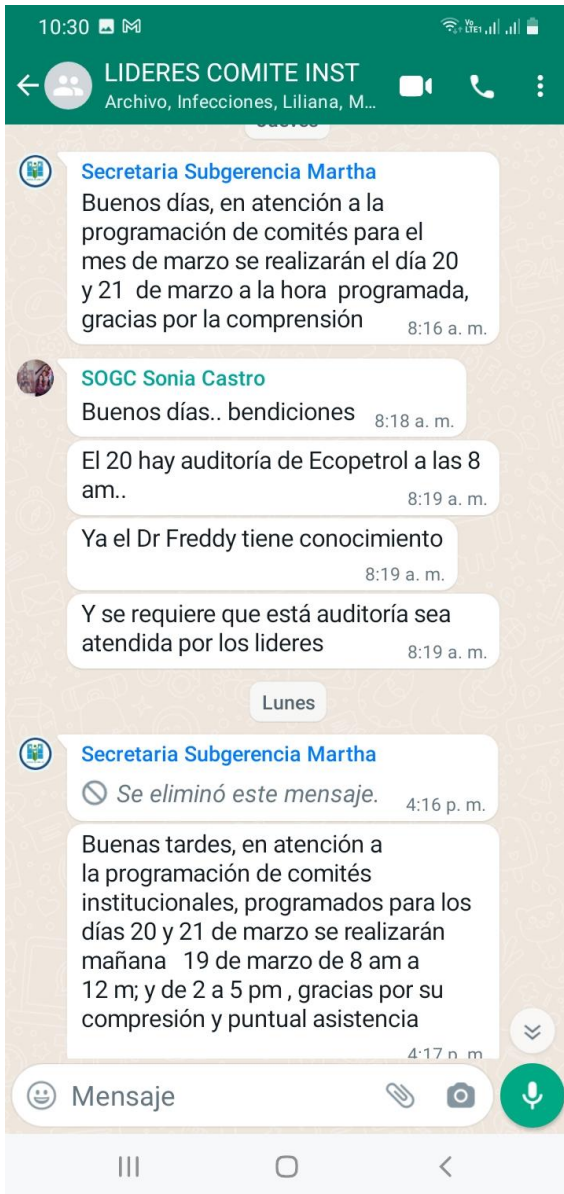 10:30
LTE1
LIDERES COMITE INST
Archivo, Infecciones, Liliana, M...
Jueves
Secretaria Subgerencia Martha
Buenos días, en atención a la
programación de comités para el
mes de marzo se realizarán el día 20
y 21 de marzo a la hora programada,
gracias por la comprensión
8:16 a. m.
SOGC Sonia Castro
Buenos días.. bendiciones
8:18 a. m.
El 20 hay auditoría de Ecopetrol a las 8
am..
8:19 a. m.
Ya el Dr Freddy tiene conocimiento
8:19 a. m.
Y se requiere que está auditoría sea
atendida por los lideres
8:19 a. m.
Lunes
Secretaria Subgerencia Martha
Se eliminó este mensaje.
4:16 p. m.
Buenas tardes, en atención a
la programación de comités
institucionales, programados para los
días 20 y 21 de marzo se realizarán
mañana 19 de marzo de 8 am a
12 m; y de 2 a 5 pm , gracias por su
compresión y puntual asistencia
4:17 p. m.
Mensaje